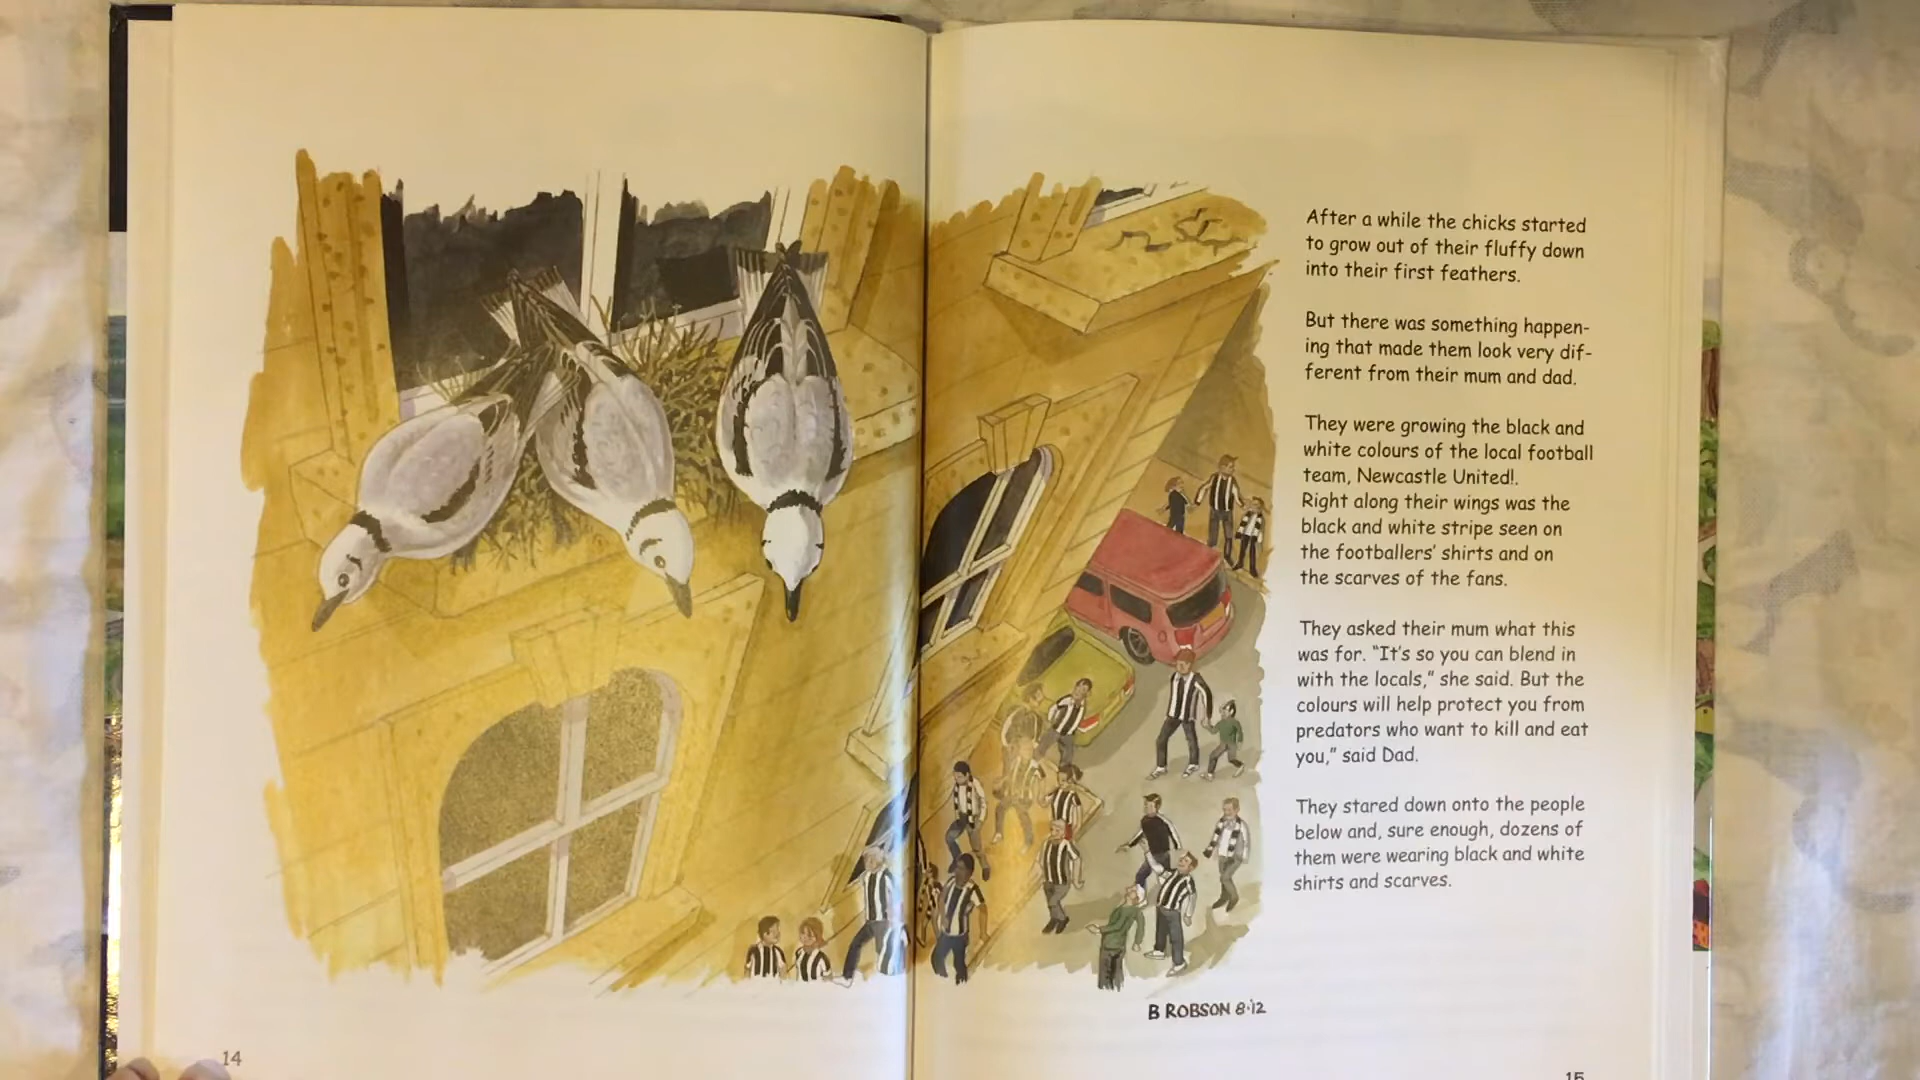 After a while the chicks started
to grow out of their fluffy down
into their first feathers.
But there was something happen-
ing that made them look very dif-
ferent from their mum and dad.
They were growing the black and
white colours of the local football
team, Newcastle United!.
Right along their wings was the
black and white stripe seen on
the footballers' shirts and on
the scarves of the fans.
They asked their mum what this
was for. “It's so you can blend in
with the locals,” she said. But the
colours will help protect you from
predators who want to kill and eat
you,” said Dad.
They stared down onto the people
below and, sure enough, dozens of
them were wearing black and white
shirts and scarves.
B ROBSON 8·12
14
15